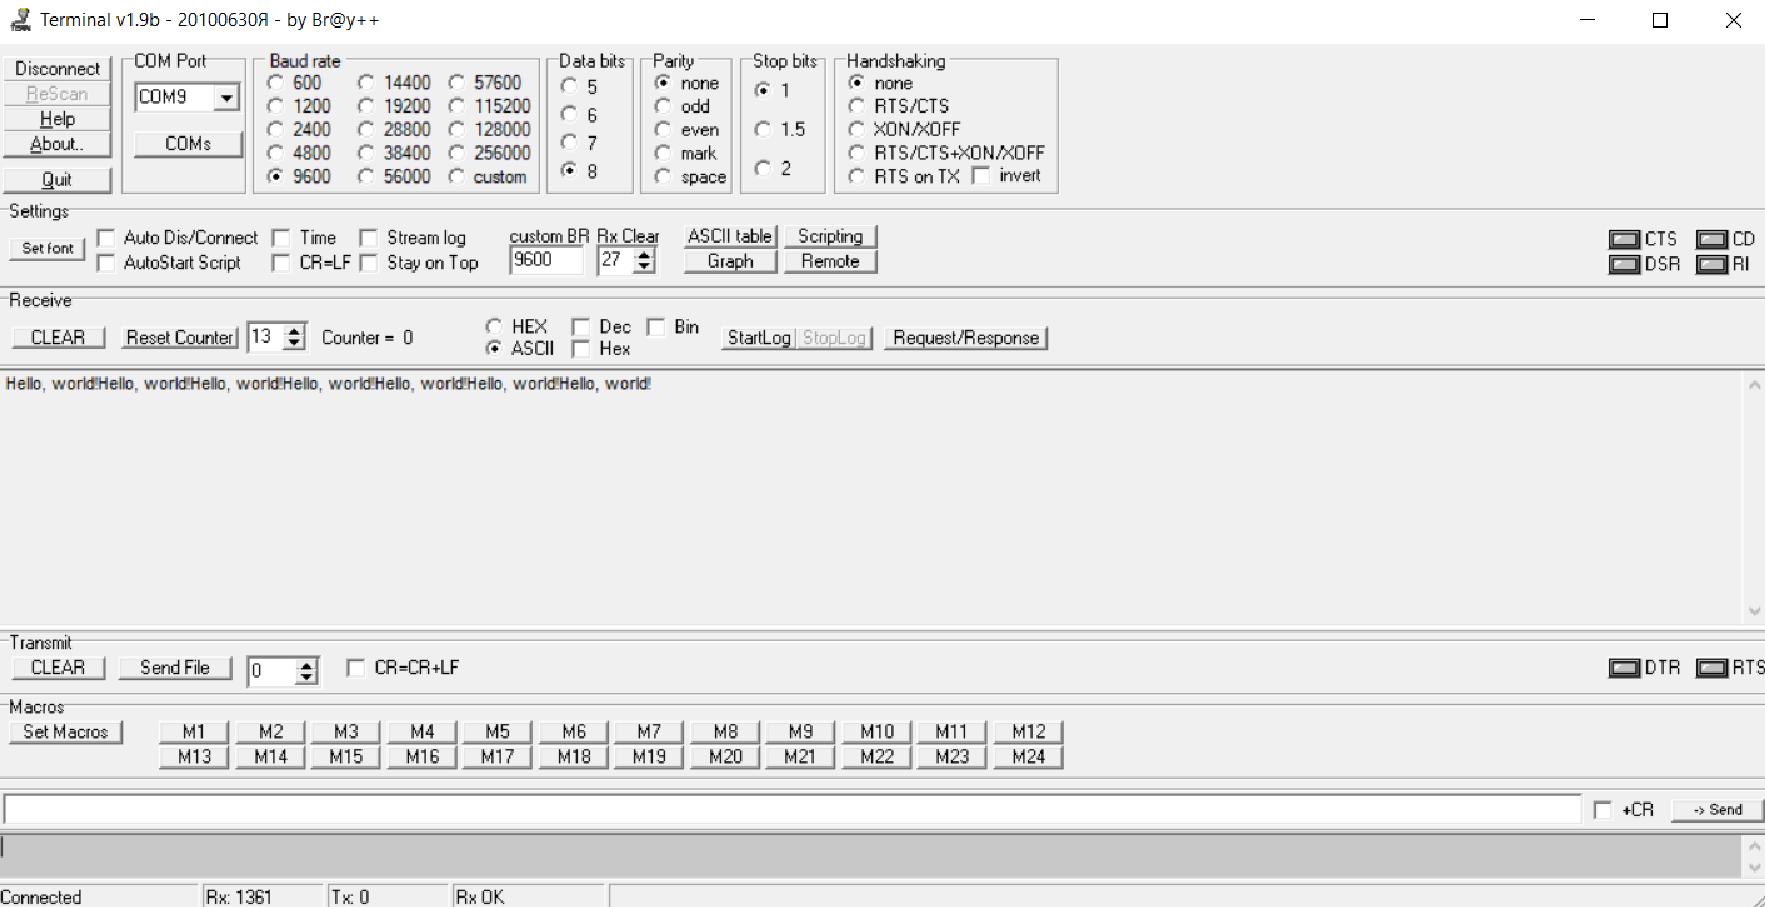 Terminal v1.9b - 20100630Я - by Br@y++
Disconnect
ReScan
Help
About..
Quit
COM Port
COM9
COMs
Baud rate
600 14400 57600
1200 19200 115200
2400 28800 128000
4800 38400 256000
9600 56000 custom
Data bits
5
6
7
8
Parity
none
odd
even
mark
space
Stop bits
1
1.5
2
Handshaking
none
RTS/CTS
XON/XOFF
RTS/CTS+XON/XOFF
RTS on TX invert
Settings
Set font
Auto Dis/Connect Time Stream log
AutoStart Script CR=LF Stay on Top
custom BR Rx Clear
9600 27
ASCII table Scripting
Graph Remote
CTS CD
DSR RI
Receive
CLEAR Reset Counter 13 Counter = 0
HEX Dec Bin
ASCII Hex
StartLog StopLog Request/Response
Hello, world!Hello, world!Hello, world!Hello, world!Hello, world!Hello, world!Hello, world!
Transmit
CLEAR Send File 0 CR=CR+LF DTR RTS
Macros
Set Macros M1 M2 M3 M4 M5 M6 M7 M8 M9 M10 M11 M12
M13 M14 M15 M16 M17 M18 M19 M20 M21 M22 M23 M24
+CR -> Send
Connected Rx: 1361 Tx: 0 Rx OK